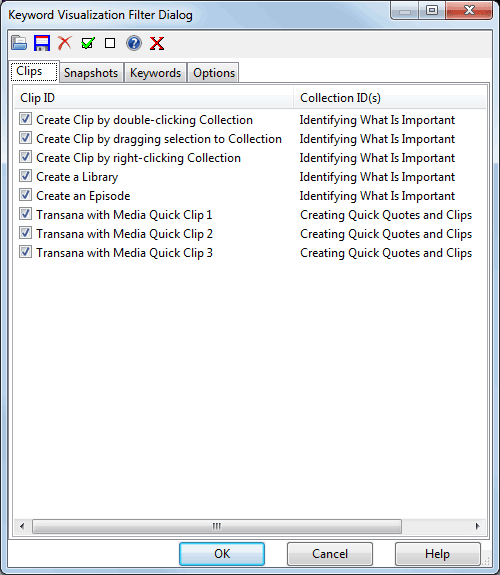 Keyword Visualization Filter Dialog
Clips Snapshots Keywords Options
Clip ID Collection ID(s)
Create Clip by double-clicking Collection Identifying What Is Important
Create Clip by dragging selection to Collection Identifying What Is Important
Create Clip by right-clicking Collection Identifying What Is Important
Create a Library Identifying What Is Important
Create an Episode Identifying What Is Important
Transana with Media Quick Clip 1 Creating Quick Quotes and Clips
Transana with Media Quick Clip 2 Creating Quick Quotes and Clips
Transana with Media Quick Clip 3 Creating Quick Quotes and Clips
OK Cancel Help